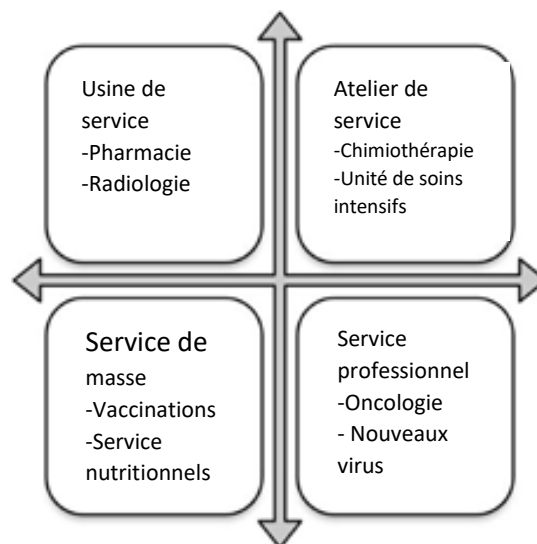 Usine de
service
-Pharmacie
-Radiologie
Atelier de
service
-Chimiothérapie
-Unité de soins
intensifs
Service de
masse
-Vaccinations
-Service
nutritionnels
Service
professionnel
-Oncologie
- Nouveaux
virus